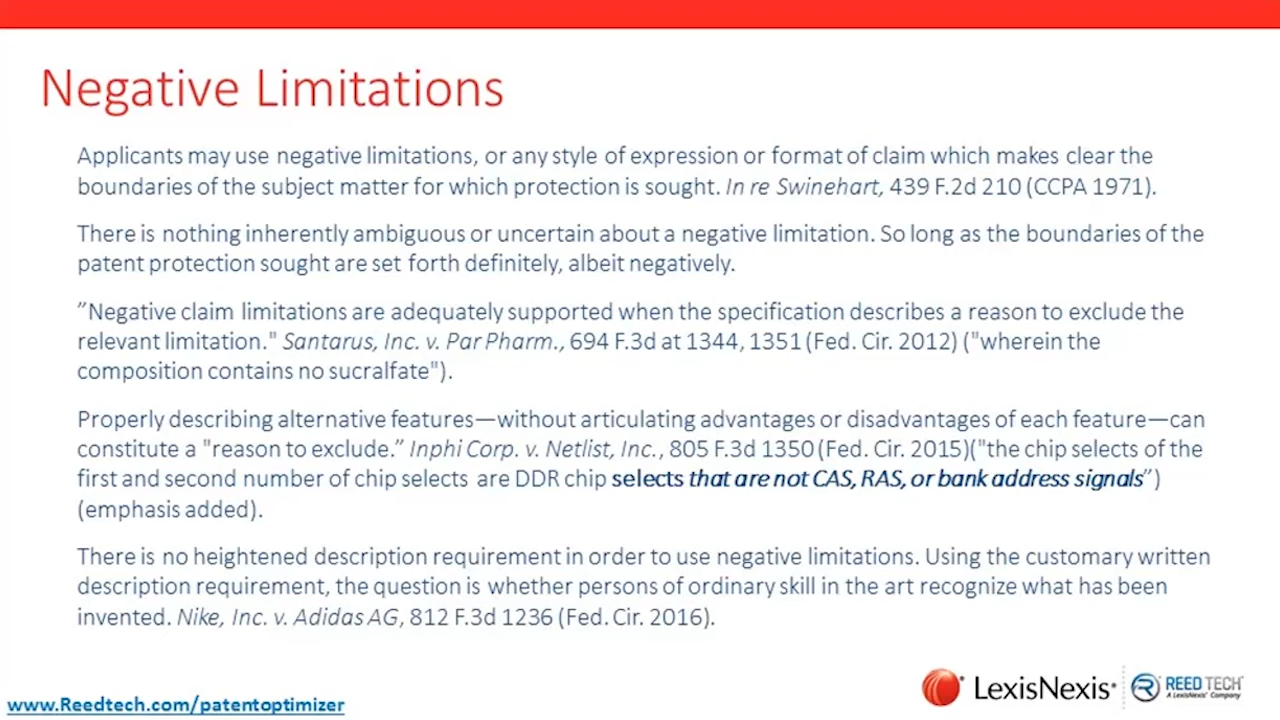 Negative Limitations
Applicants may use negative limitations, or any style of expression or format of claim which makes clear the
boundaries of the subject matter for which protection is sought. In re Swinehart, 439 F.2d 210 (CCPA 1971).
There is nothing inherently ambiguous or uncertain about a negative limitation. So long as the boundaries of the
patent protection sought are set forth definitely, albeit negatively.
”Negative claim limitations are adequately supported when the specification describes a reason to exclude the
relevant limitation." Santarus, Inc. v. Par Pharm., 694 F.3d at 1344, 1351 (Fed. Cir. 2012) ("wherein the
composition contains no sucralfate").
Properly describing alternative features—without articulating advantages or disadvantages of each feature—can
constitute a "reason to exclude.” Inphi Corp. v. Netlist, Inc., 805 F.3d 1350 (Fed. Cir. 2015)("the chip selects of the
first and second number of chip selects are DDR chip selects that are not CAS, RAS, or bank address signals”)
(emphasis added).
There is no heightened description requirement in order to use negative limitations. Using the customary written
description requirement, the question is whether persons of ordinary skill in the art recognize what has been
invented. Nike, Inc. v. Adidas AG, 812 F.3d 1236 (Fed. Cir. 2016).
www.Reedtech.com/patentoptimizer
LexisNexis®
REED TECH
A LexisNexis® Company